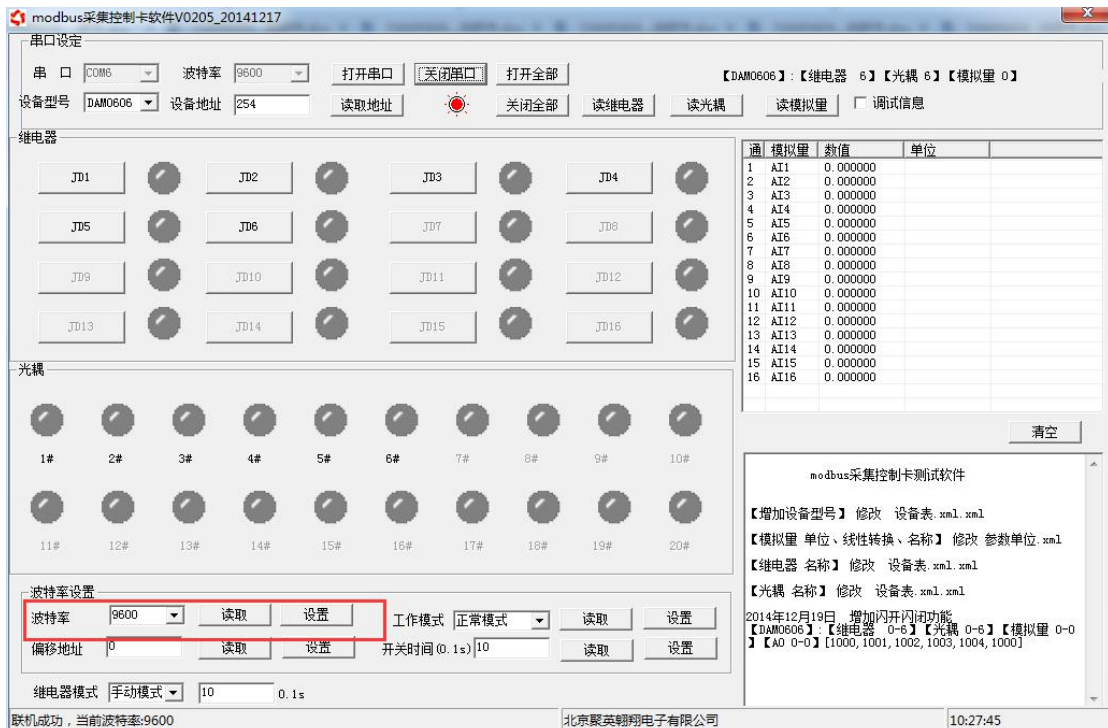 modbus采集控制卡软件V0205_20141217
串口设定
串 口 COM6 波特率 9600 打开串口 关闭串口 打开全部 【DAM0606】:【继电器 6】【光耦 6】【模拟量 0】
设备型号 DAM0606 设备地址 254 读取地址 关闭全部 读继电器 读光耦 读模拟量 调试信息
继电器
JD1 JD2 JD3 JD4
JD5 JD6 JD7 JD8
JD9 JD10 JD11 JD12
JD13 JD14 JD15 JD16
通 模拟量 数值 单位
1 AI1 0.000000
2 AI2 0.000000
3 AI3 0.000000
4 AI4 0.000000
5 AI5 0.000000
6 AI6 0.000000
7 AI7 0.000000
8 AI8 0.000000
9 AI9 0.000000
10 AI10 0.000000
11 AI11 0.000000
12 AI12 0.000000
13 AI13 0.000000
14 AI14 0.000000
15 AI15 0.000000
16 AI16 0.000000
光耦
1# 2# 3# 4# 5# 6# 7# 8# 9# 10#
11# 12# 13# 14# 15# 16# 17# 18# 19# 20#
清空
modbus采集控制卡测试软件
【增加设备型号】 修改 设备表.xml.xml
【模拟量 单位、线性转换、名称】 修改 参数单位.xml
【继电器 名称】 修改 设备表.xml.xml
【光耦 名称】 修改 设备表.xml.xml
2014年12月19日 增加闪开闪闭功能
【DAM0606】:【继电器 0-6】【光耦 0-6】【模拟量 0-0
】【AO 0-0】[1000,1001,1002,1003,1004,1000]
波特率设置
波特率 9600 读取 设置 工作模式 正常模式 读取 设置
偏移地址 0 读取 设置 开关时间(0.1s) 10 读取 设置
继电器模式 手动模式 10 0.1s
联机成功，当前波特率:9600 北京聚英翱翔电子有限公司 10:27:45